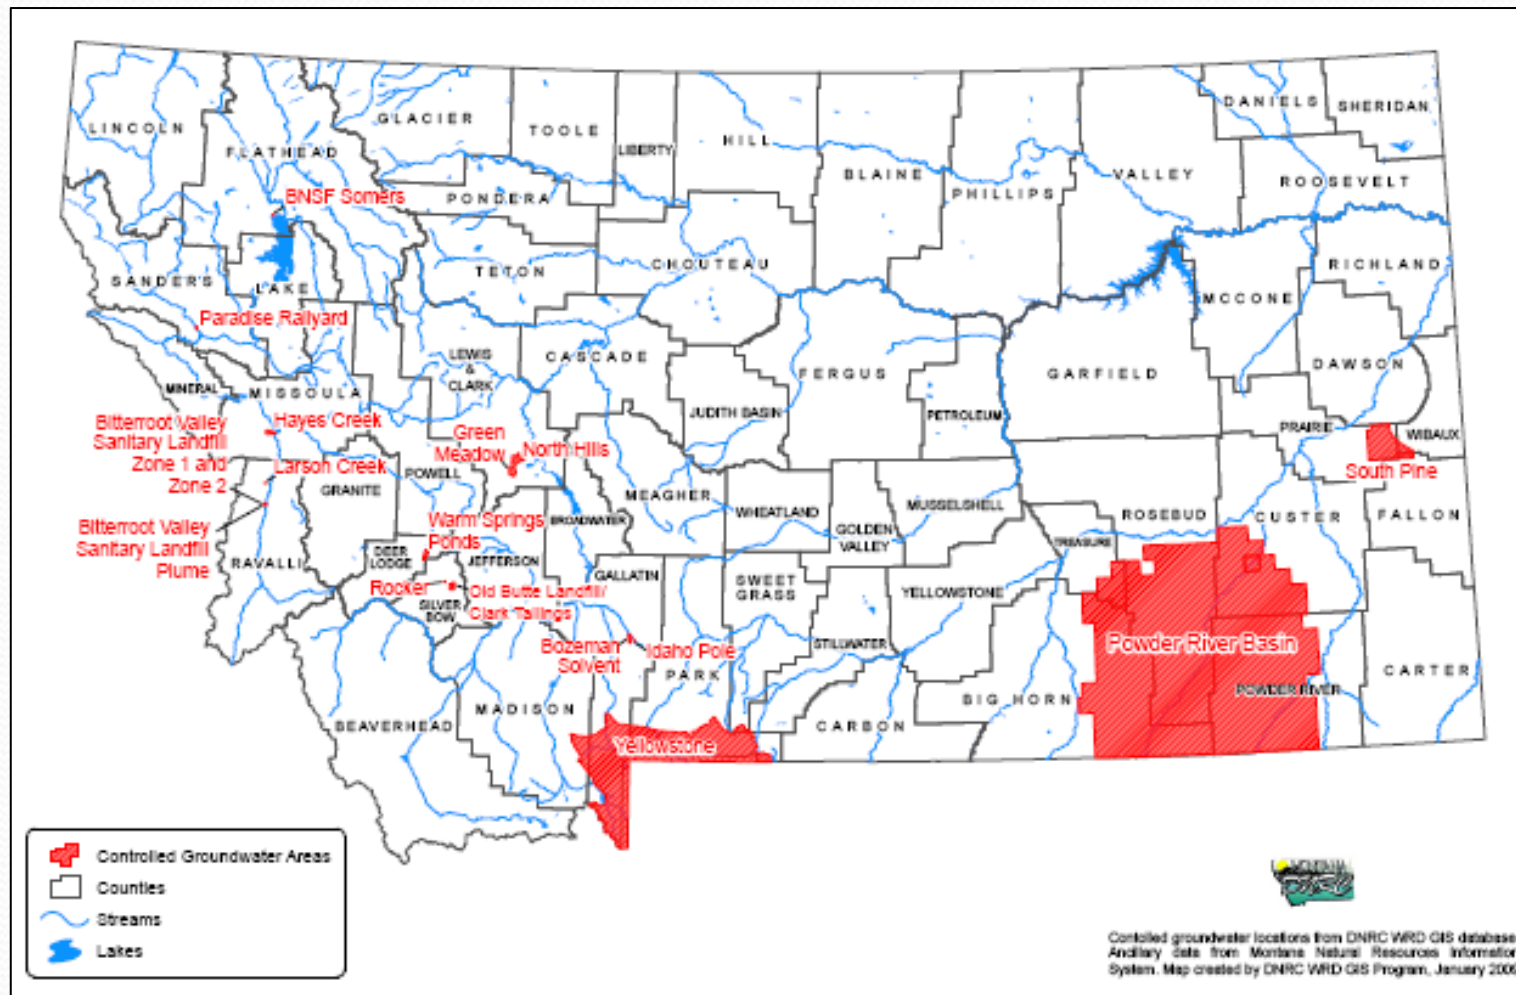 LINCOLN
FLATHEAD
GLACIER
TOOLE
LIBERTY
HILL
BLAINE
PHILLIPS
VALLEY
DANIELS
SHERIDAN
ROOSEVELT
BNSF Somers
PONDERA
TETON
CHOUTEAU
RICHLAND
MCCONE
SANDERS
LAKE
Paradise Railyard
LEWIS
&
CLARK
CASCADE
JUDITH BASIN
FERGUS
PETROLEUM
GARFIELD
DAWSON
PRAIRIE
WIBAUX
South Pine
MINERAL
MISSOULA
Bitterroot Valley
Sanitary Landfill
Zone 1 and
Zone 2
Hayes Creek
Larson Creek
Bitterroot Valley
Sanitary Landfill
Plume
RAVALLI
GRANITE
POWELL
Green
Meadow
North Hills
Warm Springs
Ponds
DEER
LODGE
JEFFERSON
BROADWATER
MEAGHER
WHEATLAND
GOLDEN
VALLEY
MUSSELSHELL
TREASURE
ROSEBUD
CUSTER
FALLON
Rocker
SILVER
BOW
Old Butte Landfill/
Clark Tailings
GALLATIN
SWEET
GRASS
STILLWATER
YELLOWSTONE
Bozeman
Solvent
Idaho Pole
PARK
BEAVERHEAD
MADISON
Yellowstone
CARBON
BIG HORN
Powder River Basin
POWDER RIVER
CARTER
Controlled Groundwater Areas
Counties
Streams
Lakes
Contolled groundwater locations from DNRC WRD GIS database
Ancillary data from Montana Natural Resources Information
System. Map created by DNRC WRD GIS Program, January